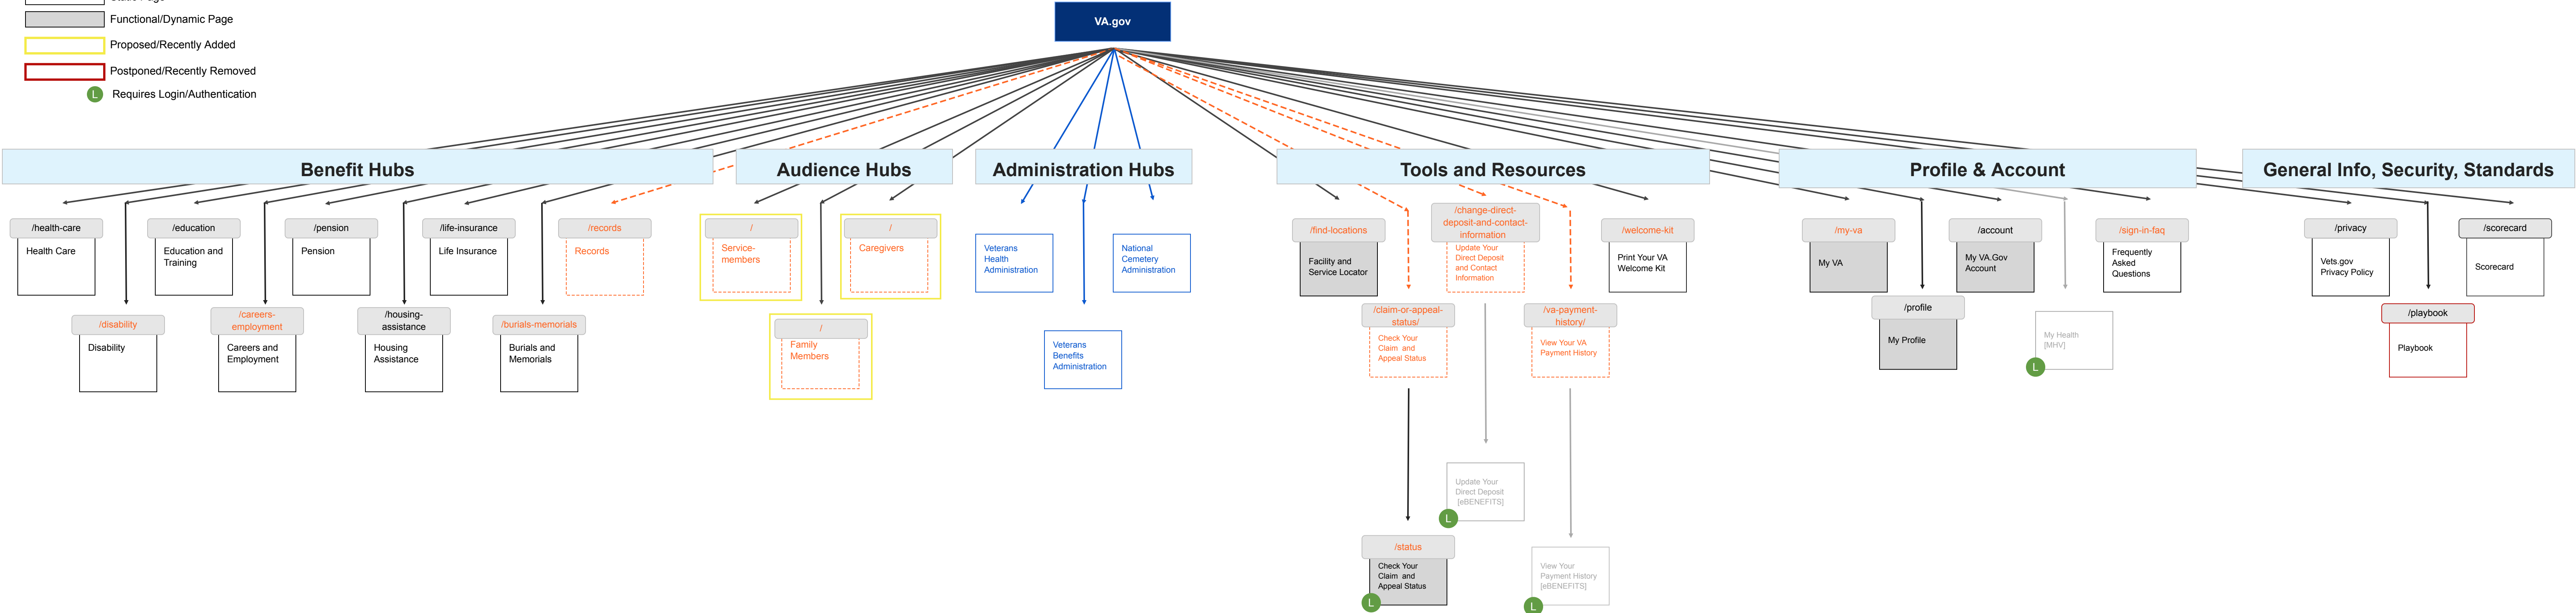 Static Page
Functional/Dynamic Page
Proposed/Recently Added
Postponed/Recently Removed
L Requires Login/Authentication
VA.gov
Benefit Hubs
Audience Hubs
Administration Hubs
Tools and Resources
Profile & Account
General Info, Security, Standards
/health-care
Health Care
/disability
Disability
/education
Education and
Training
/careers-
employment
Careers and
Employment
/pension
Pension
/housing-
assistance
Housing
Assistance
/life-insurance
Life Insurance
/burials-memorials
Burials and
Memorials
/records
Records
/
Service-
members
/
Family
Members
/
Caregivers
Veterans
Health
Administration
Veterans
Benefits
Administration
National
Cemetery
Administration
/find-locations
Facility and
Service Locator
/claim-or-appeal-
status/
Check Your
Claim and
Appeal Status
/status
Check Your
Claim and
Appeal Status
L
/change-direct-
deposit-and-contact-
information
Update Your
Direct Deposit
and Contact
Information
Update Your
Direct Deposit
[eBENEFITS]
L
/va-payment-
history/
View Your VA
Payment History
View Your
Payment History
[eBENEFITS]
L
/welcome-kit
Print Your VA
Welcome Kit
/my-va
My VA
/profile
My Profile
/account
My VA.Gov
Account
My Health
[MHV]
L
/sign-in-faq
Frequently
Asked
Questions
/privacy
Vets.gov
Privacy Policy
/playbook
Playbook
/scorecard
Scorecard